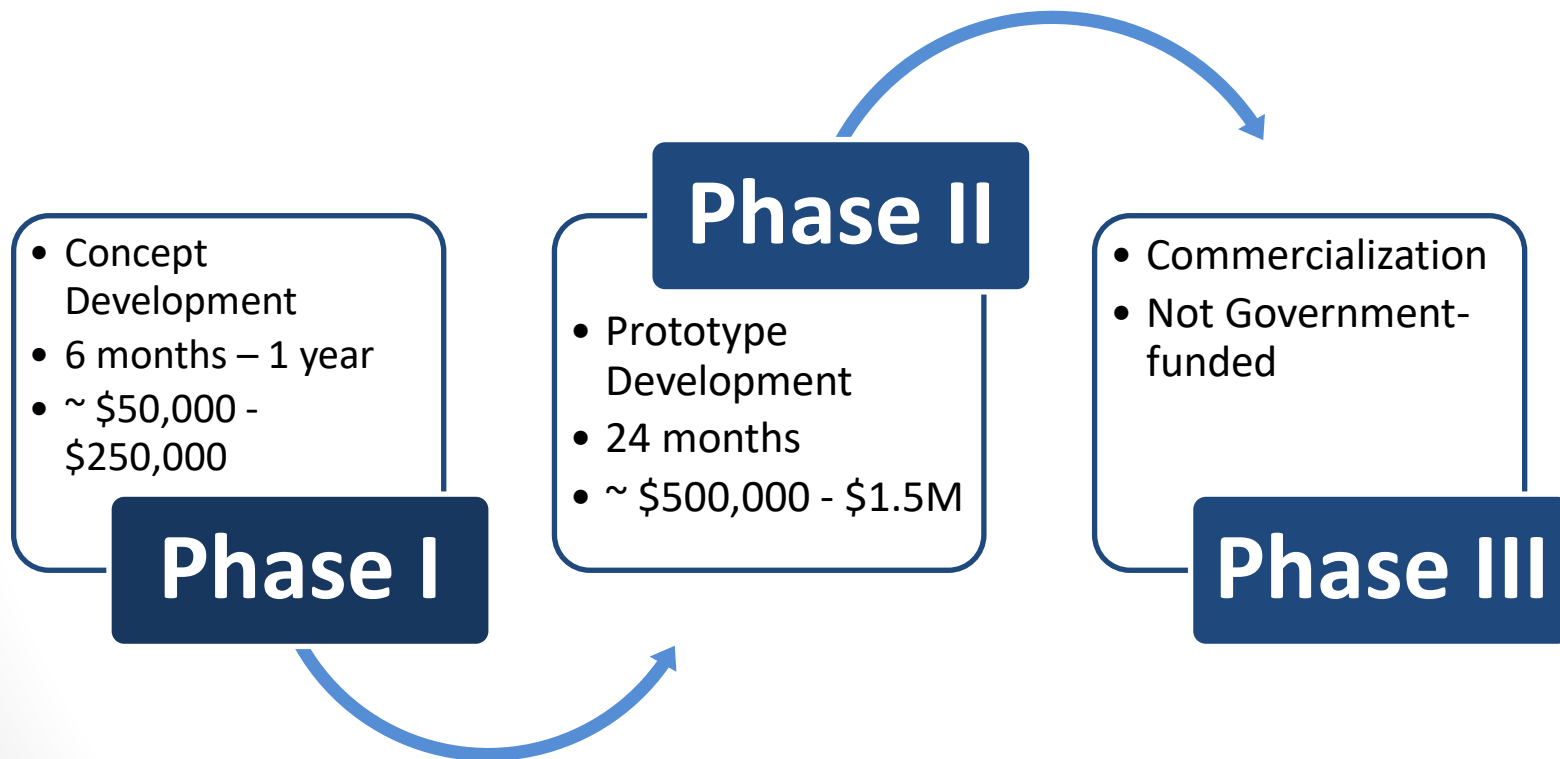 • Concept
Development
• 6 months – 1 year
• ~ $50,000 -
$250,000
Phase I
Phase II
• Prototype
Development
• 24 months
• ~ $500,000 - $1.5M
• Commercialization
• Not Government-
funded
Phase III